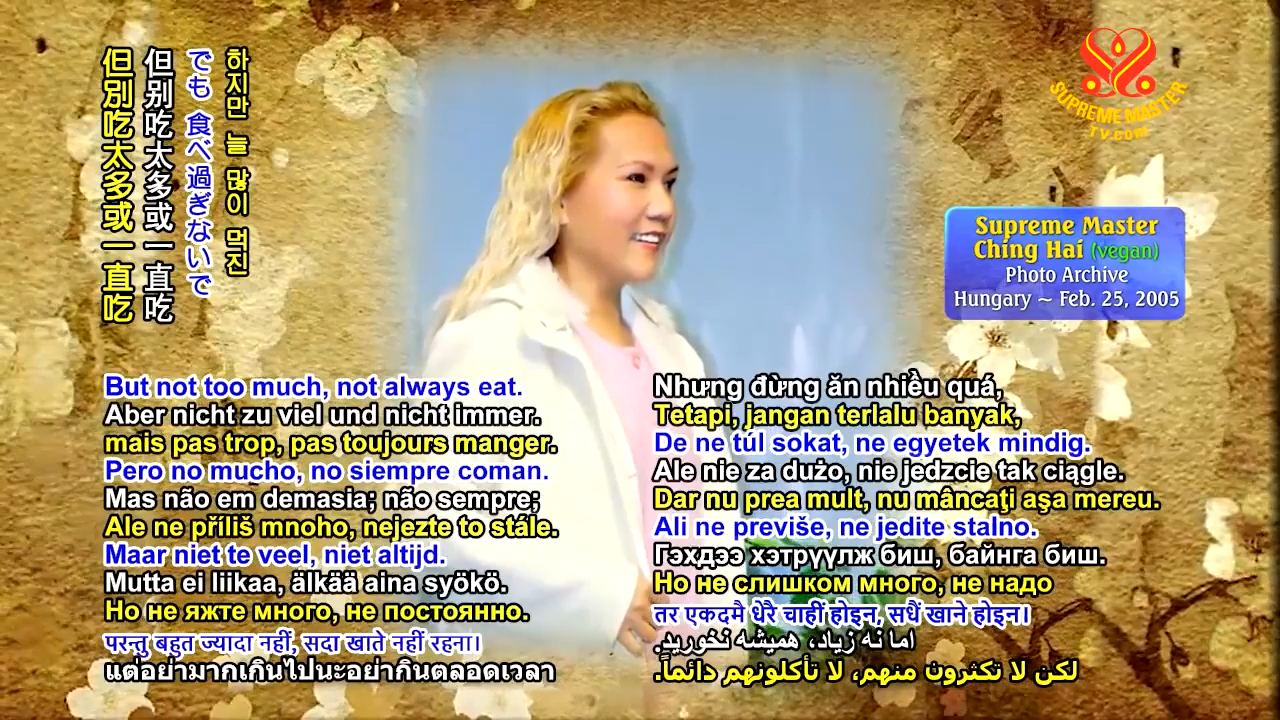 하지만 늘 많이 먹진
でも 食べ過ぎないで
但别吃太多或一直吃
但別吃太多或一直吃
SUPREME MASTER
TV.COM
Supreme Master
Ching Hai (vegan)
Photo Archive
Hungary ~ Feb. 25, 2005
But not too much, not always eat.
Aber nicht zu viel und nicht immer.
mais pas trop, pas toujours manger.
Pero no mucho, no siempre coman.
Mas não em demasia; não sempre;
Ale ne příliš mnoho, nejezte to stále.
Maar niet te veel, niet altijd.
Mutta ei liikaa, älkää aina syökö.
Но не яжте много, не постоянно.
परन्तु बहुत ज्यादा नहीं, सदा खाते नहीं रहना।
แต่อย่ามากเกินไปนะอย่ากินตลอดเวลา
Nhưng đừng ăn nhiều quá,
Tetapi, jangan terlalu banyak,
De ne túl sokat, ne egyetek mindig.
Ale nie za dużo, nie jedzcie tak ciągle.
Dar nu prea mult, nu mâncaţi aşa mereu.
Ali ne previše, ne jedite stalno.
Гэхдээ хэтрүүлж биш, байнга биш.
Но не слишком много, не надо
तर एकदमै धेरै चाहीं होइन, सधैं खाने होइन।
اما نه زیاد، همیشه نخورید.
لكن لا تكثرون منهم، لا تأكلونهم دائماً.